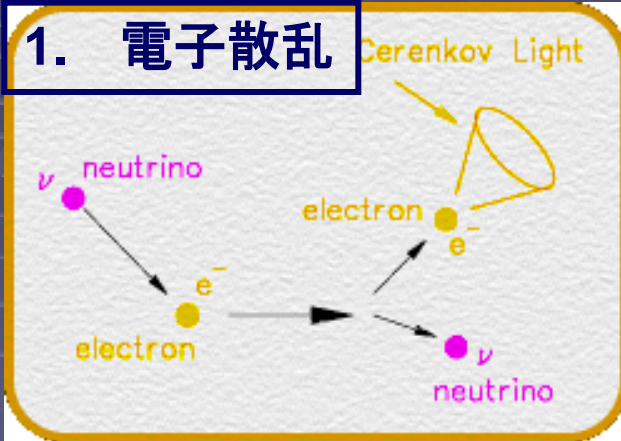 1. 電子散乱
Cerenkov Light
ν neutrino
electron
e⁻
e⁻
electron
ν
neutrino